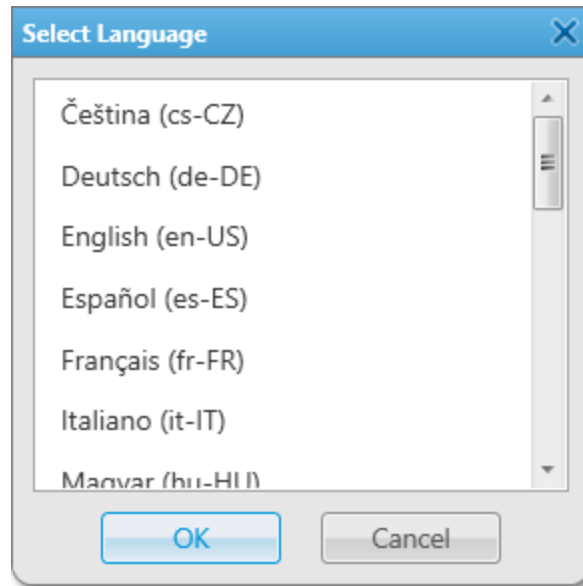 Select Language
Čeština (cs-CZ)
Deutsch (de-DE)
English (en-US)
Español (es-ES)
Français (fr-FR)
Italiano (it-IT)
Magyar (hu-HU)
OK
Cancel